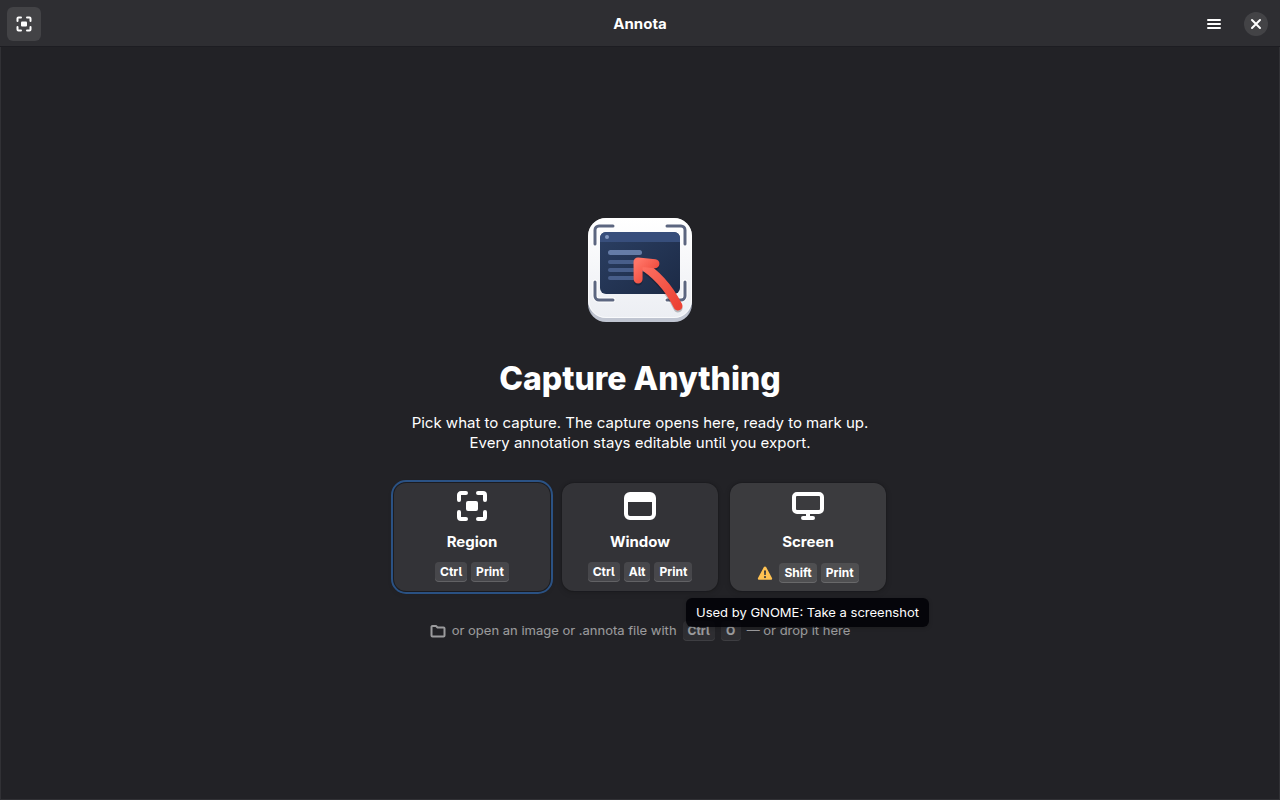 Annota
Capture Anything
Pick what to capture. The capture opens here, ready to mark up.
Every annotation stays editable until you export.
Region
Ctrl Print
Window
Ctrl Alt Print
Screen
Shift Print
Used by GNOME: Take a screenshot
or open an image or .annota file with Ctrl O — or drop it here